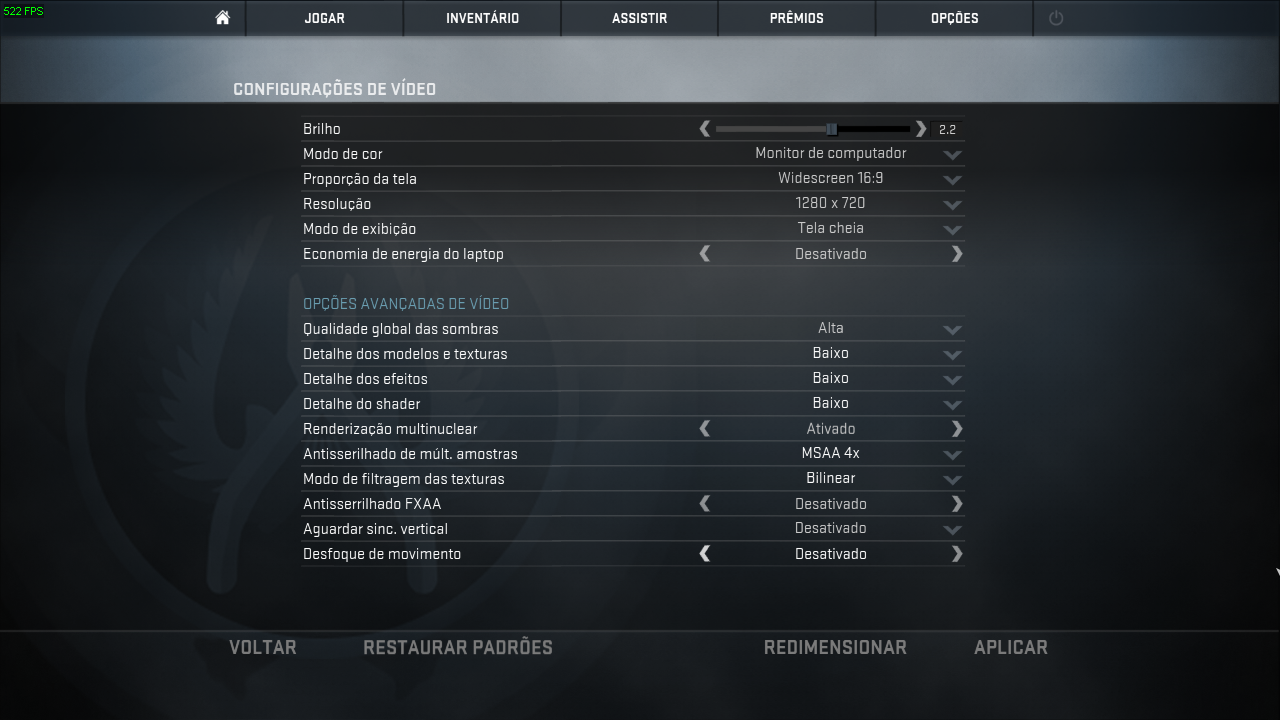 522 FPS
JOGAR INVENTÁRIO ASSISTIR PRÊMIOS OPÇÕES
CONFIGURAÇÕES DE VÍDEO
Brilho 2.2
Modo de cor Monitor de computador
Proporção da tela Widescreen 16:9
Resolução 1280 x 720
Modo de exibição Tela cheia
Economia de energia do laptop Desativado
OPÇÕES AVANÇADAS DE VÍDEO
Qualidade global das sombras Alta
Detalhe dos modelos e texturas Baixo
Detalhe dos efeitos Baixo
Detalhe do shader Baixo
Renderização multinuclear Ativado
Antisserilhado de múlt. amostras MSAA 4x
Modo de filtragem das texturas Bilinear
Antisserrilhado FXAA Desativado
Aguardar sinc. vertical Desativado
Desfoque de movimento Desativado
VOLTAR RESTAURAR PADRÕES REDIMENSIONAR APLICAR